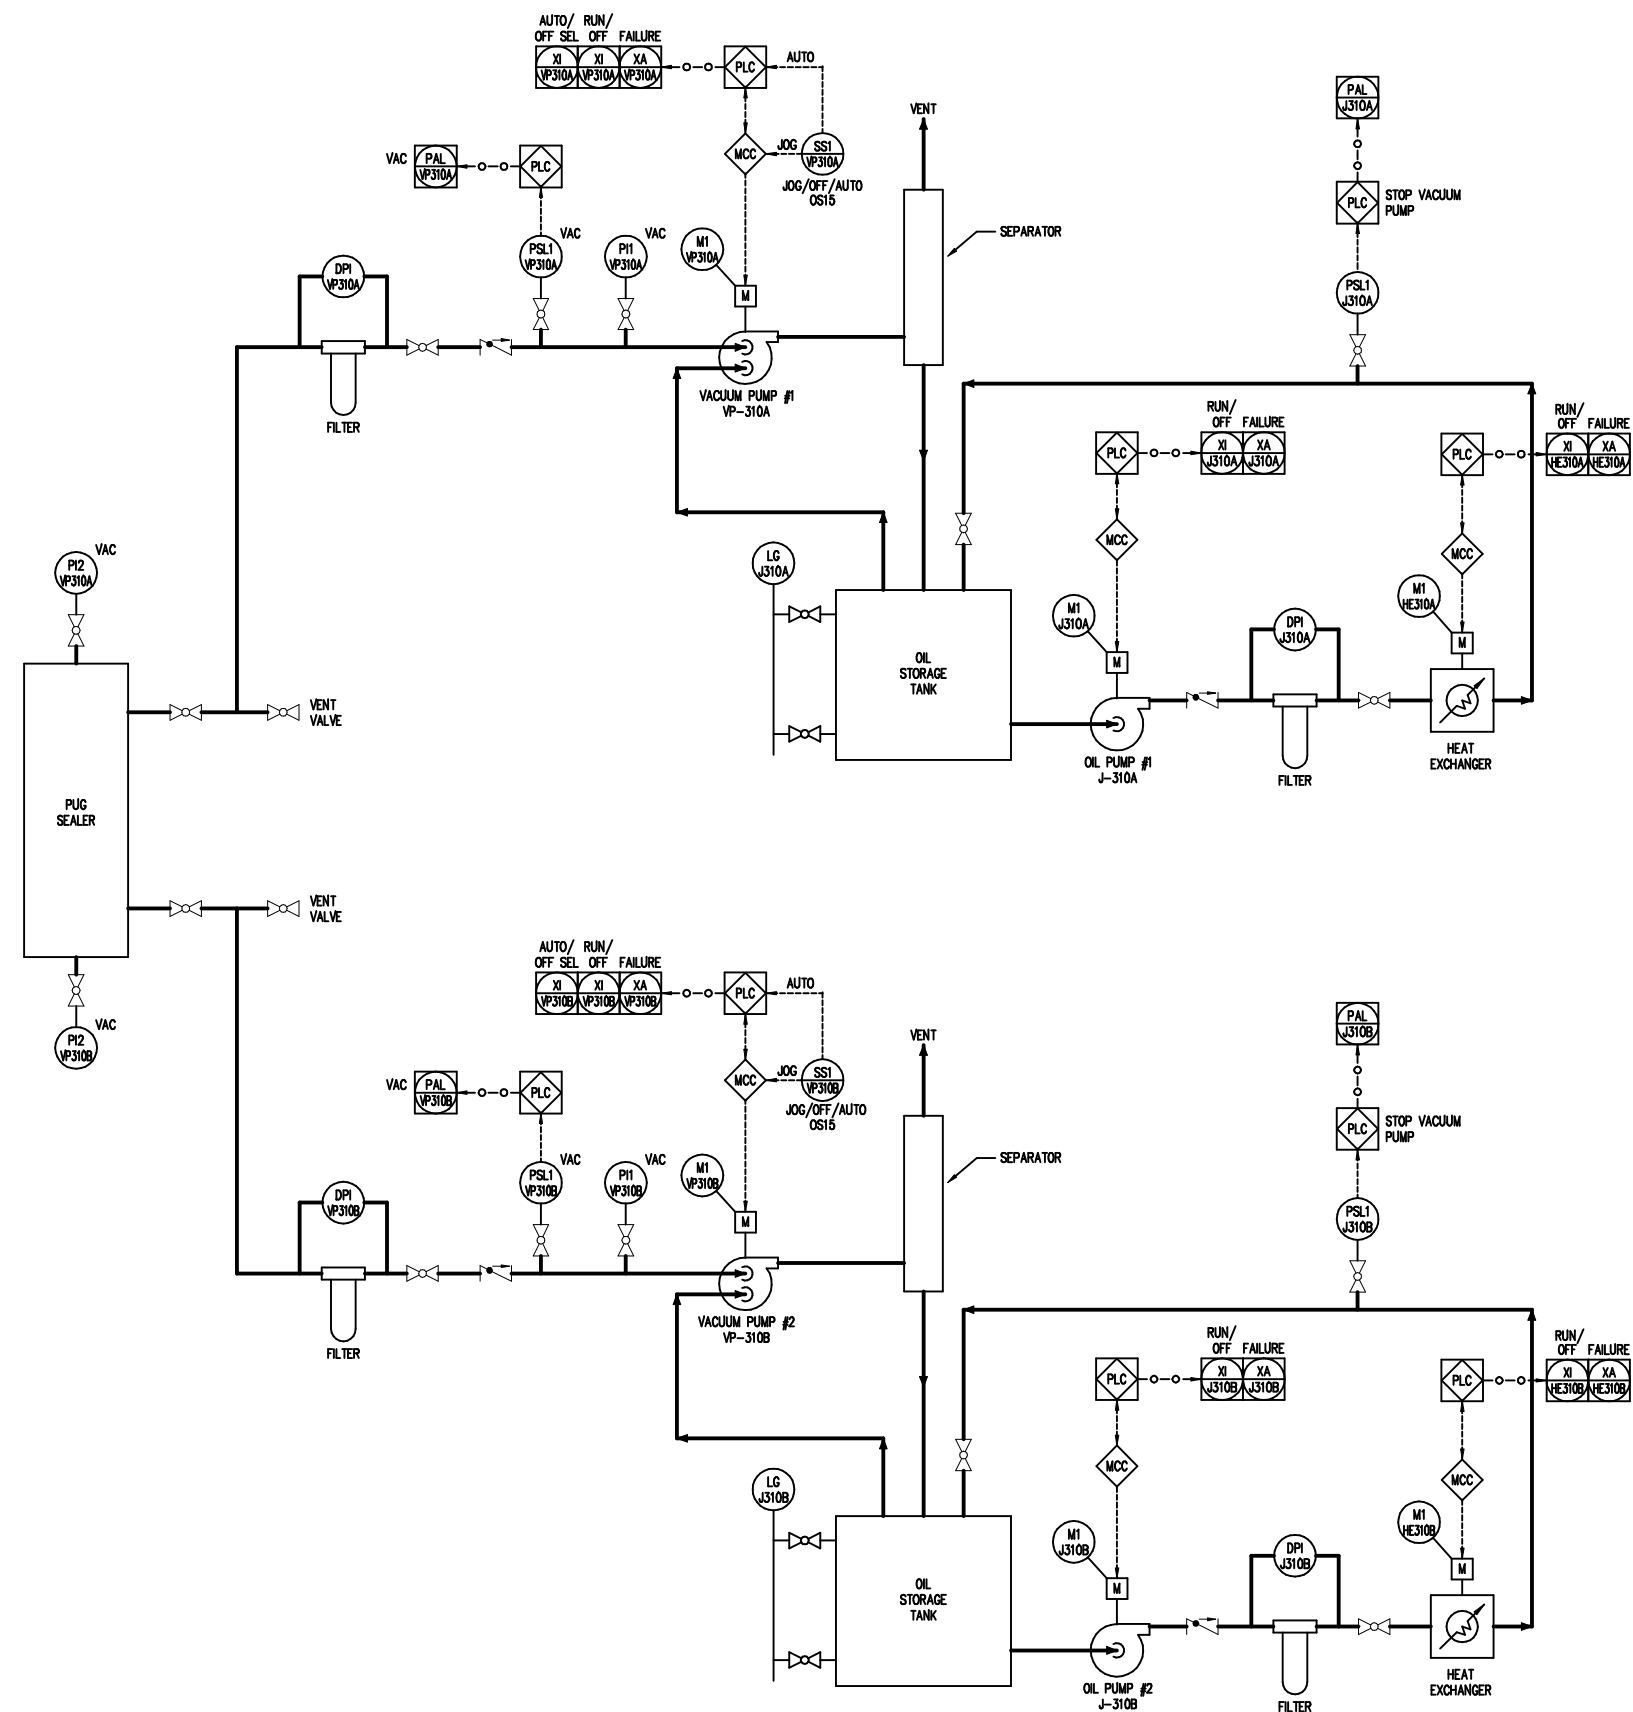 AUTO/ RUN/
OFF SEL OFF FAILURE
XI XI XA
VP310A VP310A VP310A
PLC
AUTO
MCC
JOG
SS1
VP310A
JOG/OFF/AUTO
OS15
VAC
PAL
VP310A
PLC
PSL1
VP310A
VAC
PI1
VP310A
VAC
M1
VP310A
M
DPI
VP310A
FILTER
VACUUM PUMP #1
VP-310A
VENT
SEPARATOR
PAL
J310A
PLC
STOP VACUUM
PUMP
PSL1
J310A
RUN/
OFF FAILURE
XI XA
J310A J310A
PLC
MCC
M1
J310A
M
RUN/
OFF FAILURE
XI XA
HE310A HE310A
PLC
MCC
M1
HE310A
M
LG
J310A
OIL
STORAGE
TANK
DPI
J310A
OIL PUMP #1
J-310A
FILTER
HEAT
EXCHANGER
PI2
VP310A
VAC
VENT
VALVE
PUG
SEALER
VENT
VALVE
PI2
VP310B
VAC
AUTO/ RUN/
OFF SEL OFF FAILURE
XI XI XA
VP310B VP310B VP310B
PLC
AUTO
MCC
JOG
SS1
VP310B
JOG/OFF/AUTO
OS15
VAC
PAL
VP310B
PLC
PSL1
VP310B
VAC
PI1
VP310B
VAC
M1
VP310B
M
DPI
VP310B
FILTER
VACUUM PUMP #2
VP-310B
VENT
SEPARATOR
PAL
J310B
PLC
STOP VACUUM
PUMP
PSL1
J310B
RUN/
OFF FAILURE
XI XA
J310B J310B
PLC
MCC
M1
J310B
M
RUN/
OFF FAILURE
XI XA
HE310B HE310B
PLC
MCC
M1
HE310B
M
LG
J310B
OIL
STORAGE
TANK
DPI
J310B
OIL PUMP #2
J-310B
FILTER
HEAT
EXCHANGER